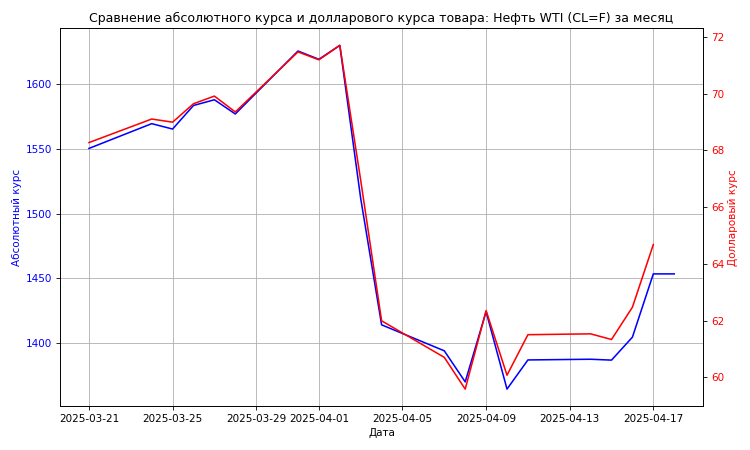 Сравнение абсолютного курса и долларового курса товара: Нефть WTI (CL=F) за месяц
Абсолютный курс
1600
1550
1500
1450
1400
72
70
68
66
64
62
60
Долларовый курс
2025-03-21 2025-03-25 2025-03-29 2025-04-01 2025-04-05 2025-04-09 2025-04-13 2025-04-17
Дата